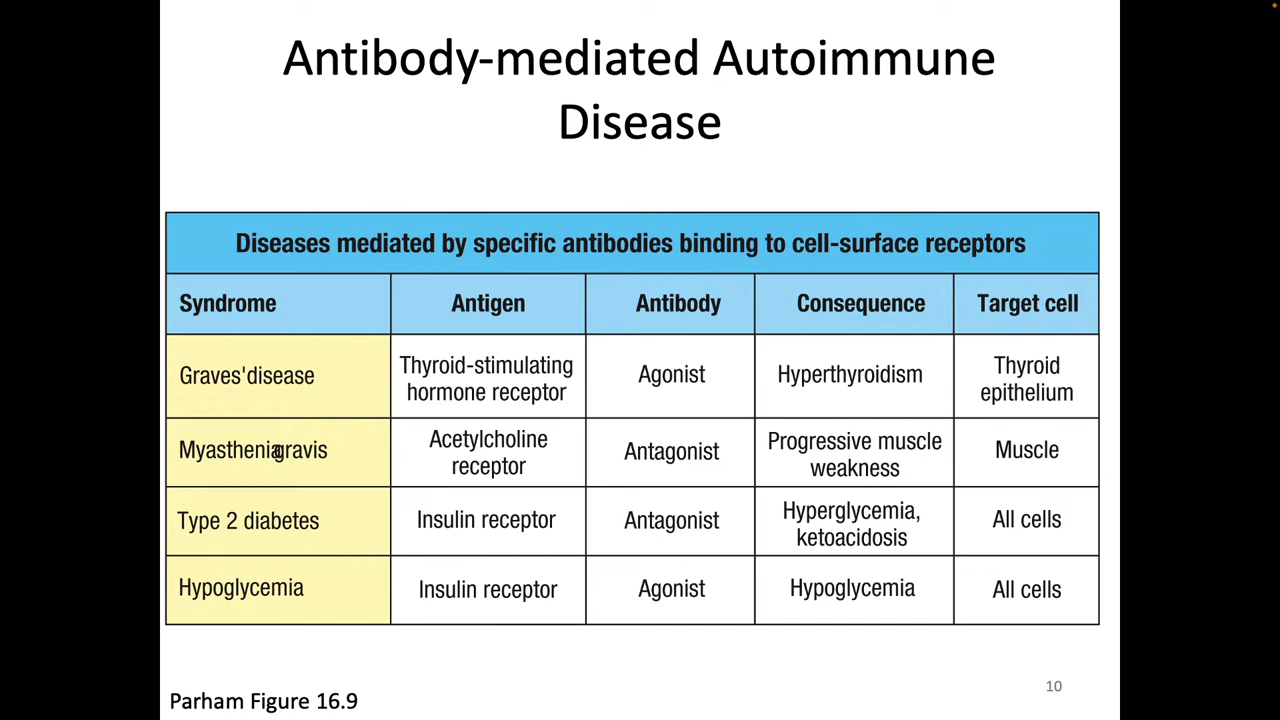 Antibody-mediated Autoimmune
Disease
Diseases mediated by specific antibodies binding to cell-surface receptors
Syndrome Antigen Antibody Consequence Target cell
Graves'disease Thyroid-stimulating hormone receptor Agonist Hyperthyroidism Thyroid epithelium
Myasthenia gravis Acetylcholine receptor Antagonist Progressive muscle weakness Muscle
Type 2 diabetes Insulin receptor Antagonist Hyperglycemia, ketoacidosis All cells
Hypoglycemia Insulin receptor Agonist Hypoglycemia All cells
10
Parham Figure 16.9